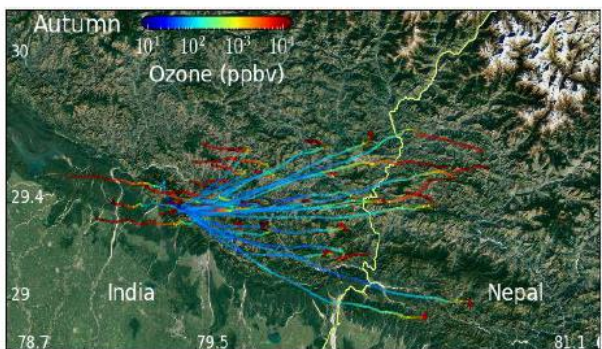 Autumn
10¹ 10² 10³ 10⁴
Ozone (ppbv)
30
29.4
29
India
Nepal
78.7
79.5
81.1